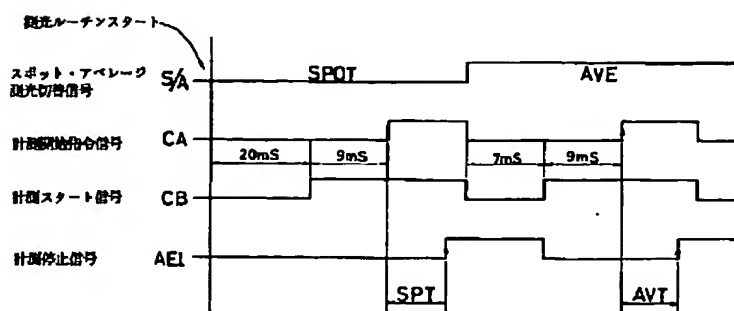 測光ルーチンスタート
スポット・アベレージ
測光切替信号
S/A
SPOT
AVE
計測開始指令信号
CA
20mS
9mS
7mS
9mS
計測スタート信号
CB
計測停止信号
AEI
SPT
AVT